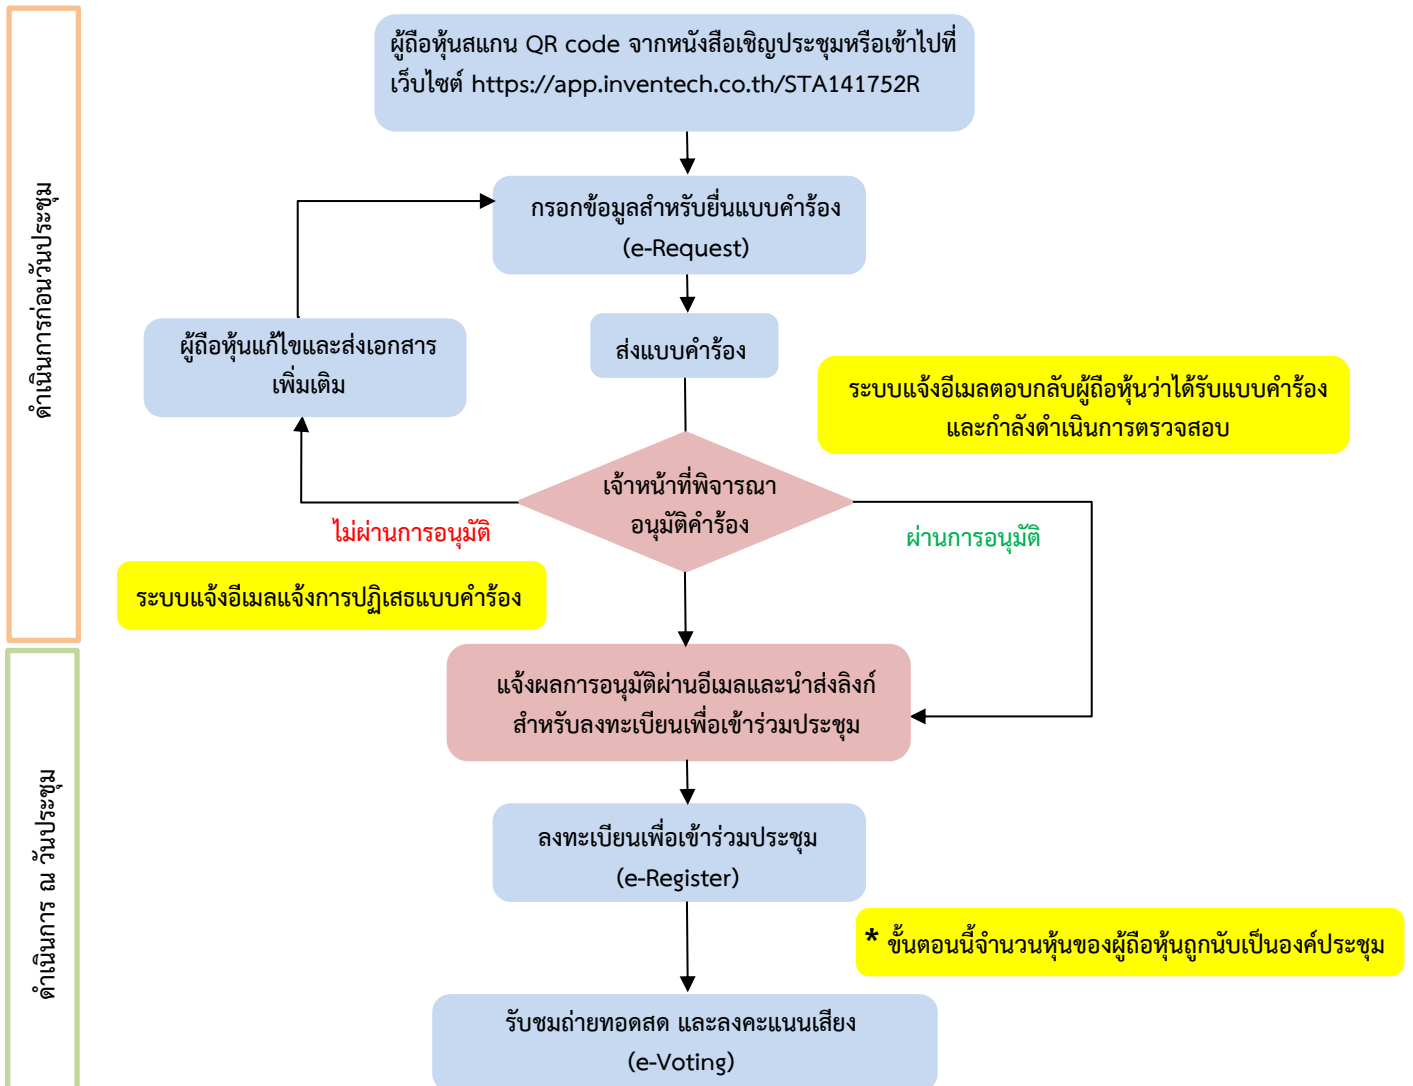 ผู้ถือหุ้นสแกน QR code จากหนังสือเชิญประชุมหรือเข้าไปที่
เว็บไซต์ https://app.inventech.co.th/STA141752R
ดำเนินการก่อนวันประชุม
กรอกข้อมูลสำหรับยื่นแบบคำร้อง
(e-Request)
ผู้ถือหุ้นแก้ไขและส่งเอกสาร
เพิ่มเติม
ส่งแบบคำร้อง
ระบบแจ้งอีเมลตอบกลับผู้ถือหุ้นว่าได้รับแบบคำร้อง
และกำลังดำเนินการตรวจสอบ
เจ้าหน้าที่พิจารณา
อนุมัติคำร้อง
ไม่ผ่านการอนุมัติ
ผ่านการอนุมัติ
ระบบแจ้งอีเมลแจ้งการปฏิเสธแบบคำร้อง
แจ้งผลการอนุมัติผ่านอีเมลและนำส่งลิงก์
สำหรับลงทะเบียนเพื่อเข้าร่วมประชุม
ดำเนินการ ณ วันประชุม
ลงทะเบียนเพื่อเข้าร่วมประชุม
(e-Register)
* ขั้นตอนนี้จำนวนหุ้นของผู้ถือหุ้นถูกนับเป็นองค์ประชุม
รับชมถ่ายทอดสด และลงคะแนนเสียง
(e-Voting)